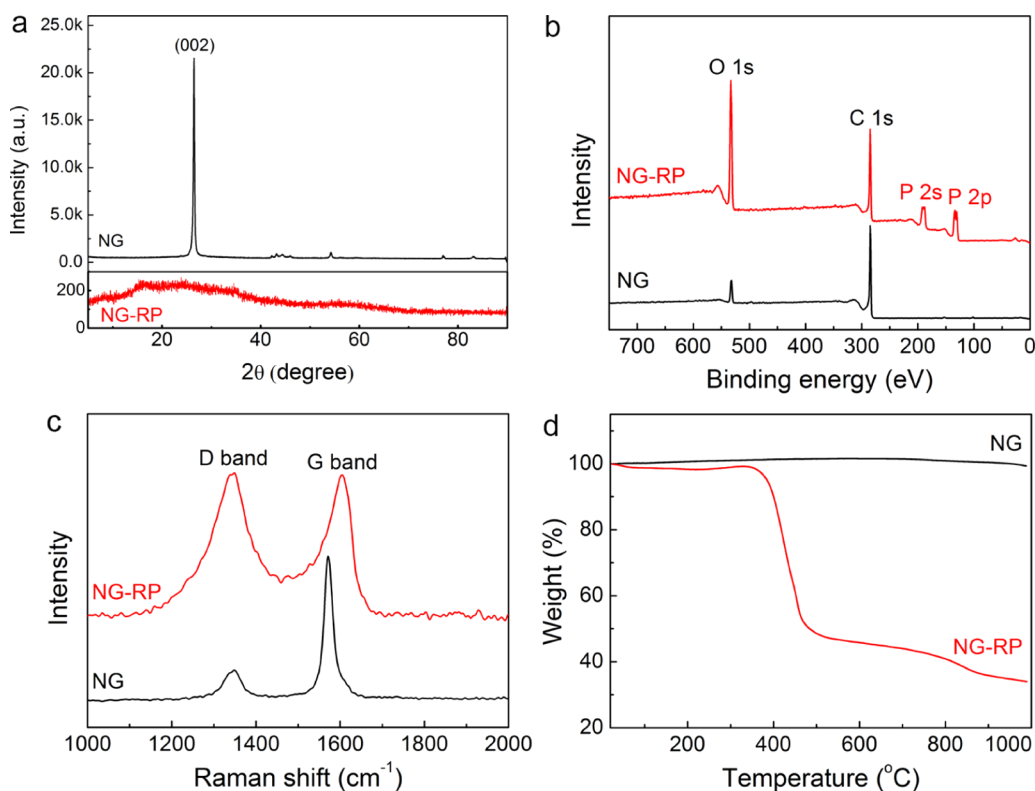 a
25.0k
20.0k
15.0k
10.0k
5.0k
0.0
200
0
Intensity (a.u.)
(002)
NG
NG-RP
20
40
60
80
2θ (degree)
b
O 1s
C 1s
P 2s
P 2p
NG-RP
NG
Intensity
700
600
500
400
300
200
100
0
Binding energy (eV)
c
D band
G band
NG-RP
NG
Intensity
1000
1200
1400
1600
1800
2000
Raman shift (cm⁻¹)
d
NG
NG-RP
100
80
60
40
20
Weight (%)
200
400
600
800
1000
Temperature (°C)